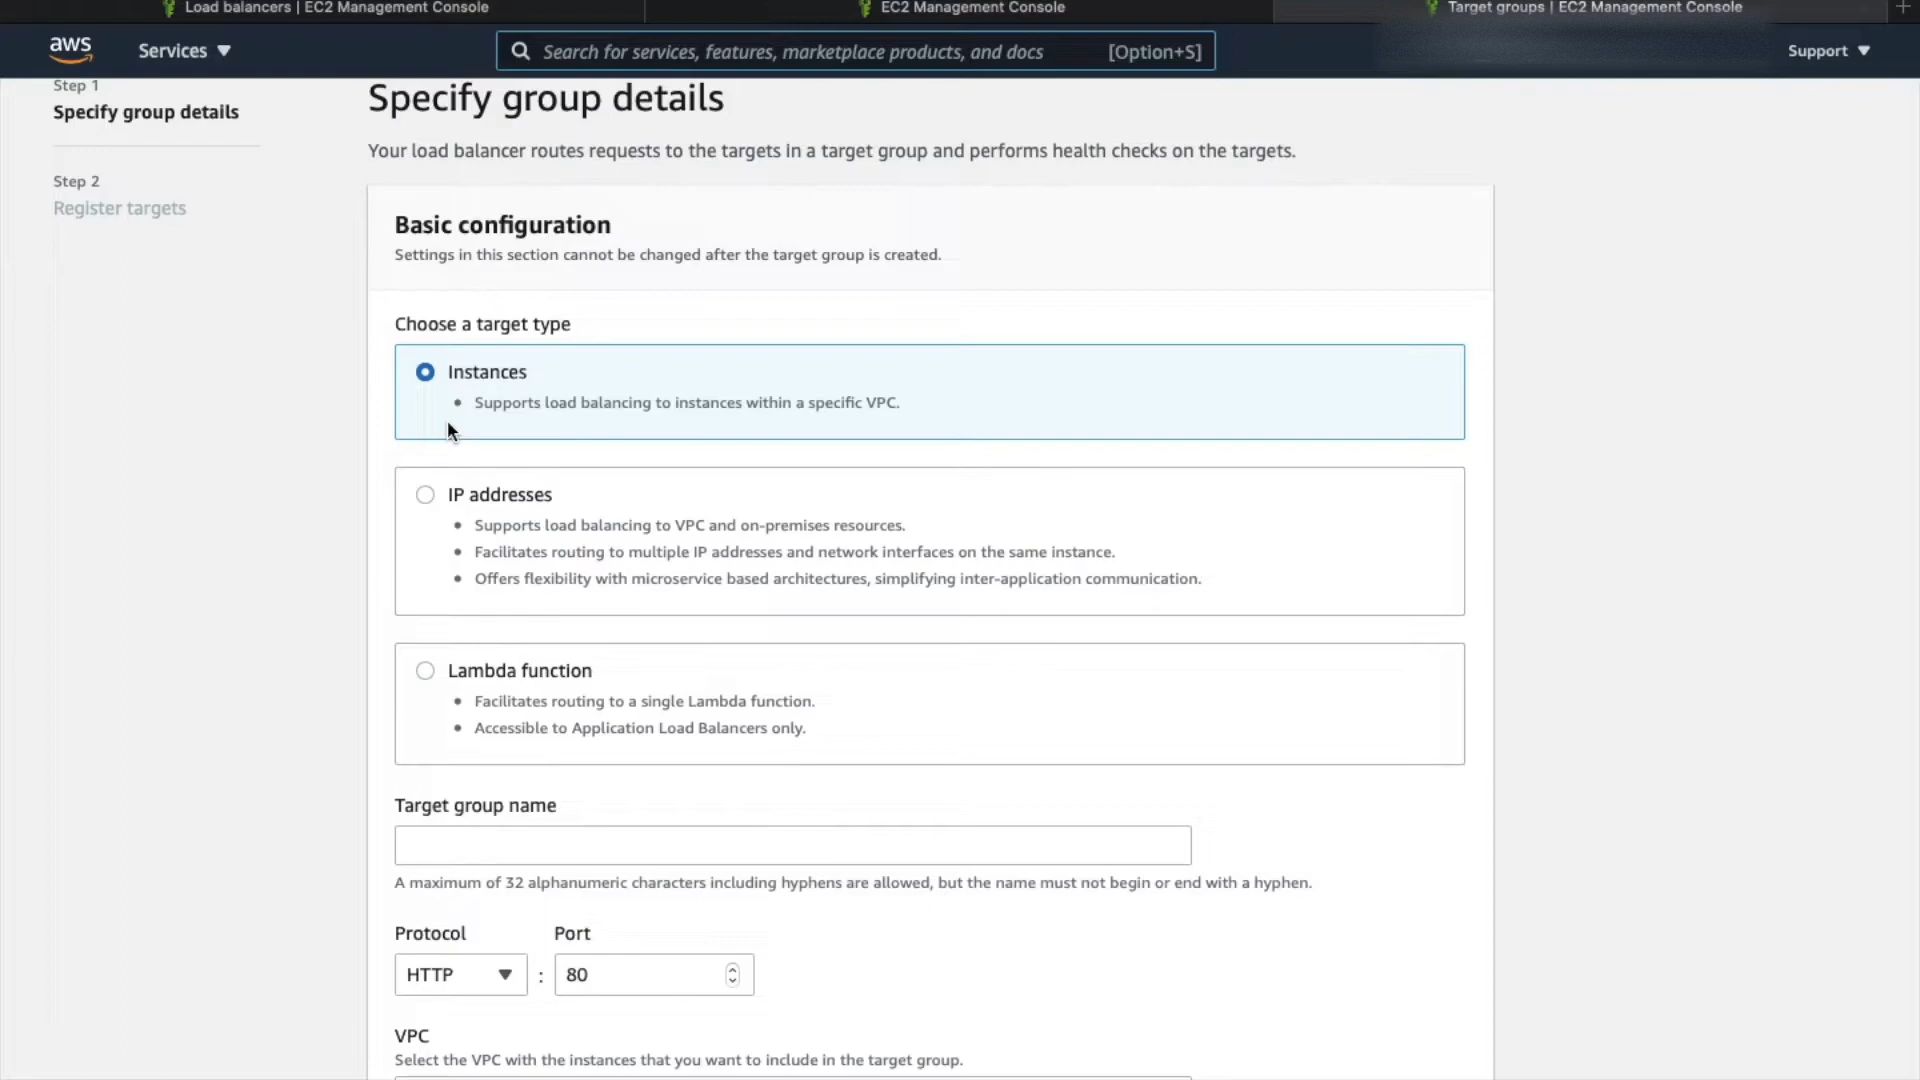 Load balancers | EC2 Management Console
EC2 Management Console
Target groups | EC2 Management Console
aws
Services
Search for services, features, marketplace products, and docs
[Option+S]
Support
Step 1
Specify group details
Step 2
Register targets
Specify group details
Your load balancer routes requests to the targets in a target group and performs health checks on the targets.
Basic configuration
Settings in this section cannot be changed after the target group is created.
Choose a target type
Instances
• Supports load balancing to instances within a specific VPC.
IP addresses
• Supports load balancing to VPC and on-premises resources.
• Facilitates routing to multiple IP addresses and network interfaces on the same instance.
• Offers flexibility with microservice based architectures, simplifying inter-application communication.
Lambda function
• Facilitates routing to a single Lambda function.
• Accessible to Application Load Balancers only.
Target group name
A maximum of 32 alphanumeric characters including hyphens are allowed, but the name must not begin or end with a hyphen.
Protocol
Port
HTTP
:
80
VPC
Select the VPC with the instances that you want to include in the target group.